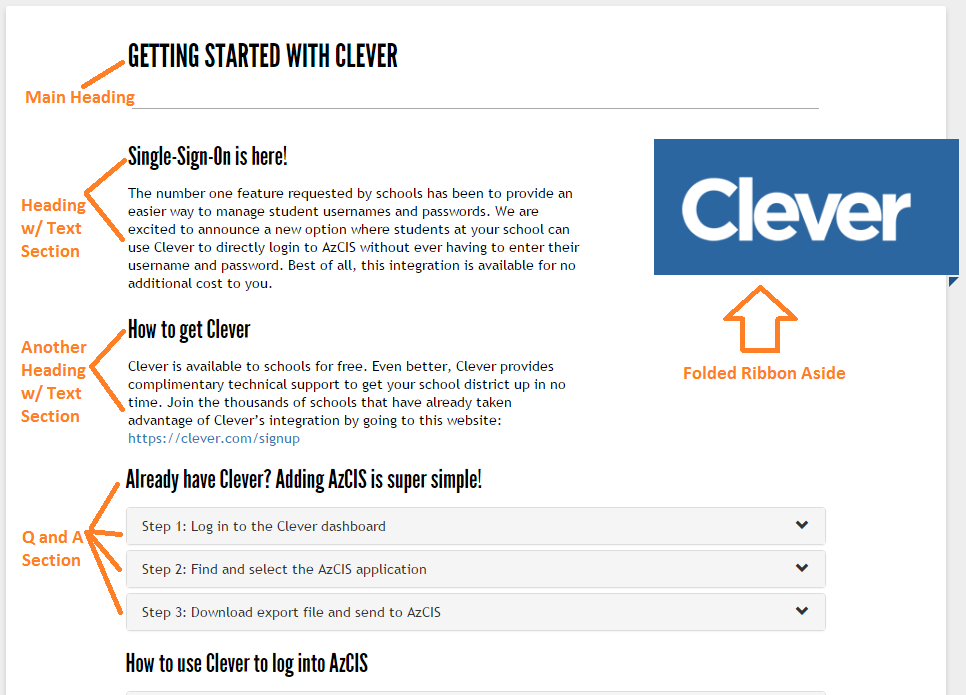 GETTING STARTED WITH CLEVER
Main Heading
Single-Sign-On is here!
The number one feature requested by schools has been to provide an
easier way to manage student usernames and passwords. We are
excited to announce a new option where students at your school can
use Clever to directly login to AzCIS without ever having to enter their
username and password. Best of all, this integration is available for no
additional cost to you.
Heading
w/ Text
Section
Clever
Folded Ribbon Aside
How to get Clever
Clever is available to schools for free. Even better, Clever provides
complimentary technical support to get your school district up in no
time. Join the thousands of schools that have already taken
advantage of Clever’s integration by going to this website:
https://clever.com/signup
Another
Heading
w/ Text
Section
Already have Clever? Adding AzCIS is super simple!
Step 1: Log in to the Clever dashboard
Step 2: Find and select the AzCIS application
Step 3: Download export file and send to AzCIS
Q and A
Section
How to use Clever to log into AzCIS